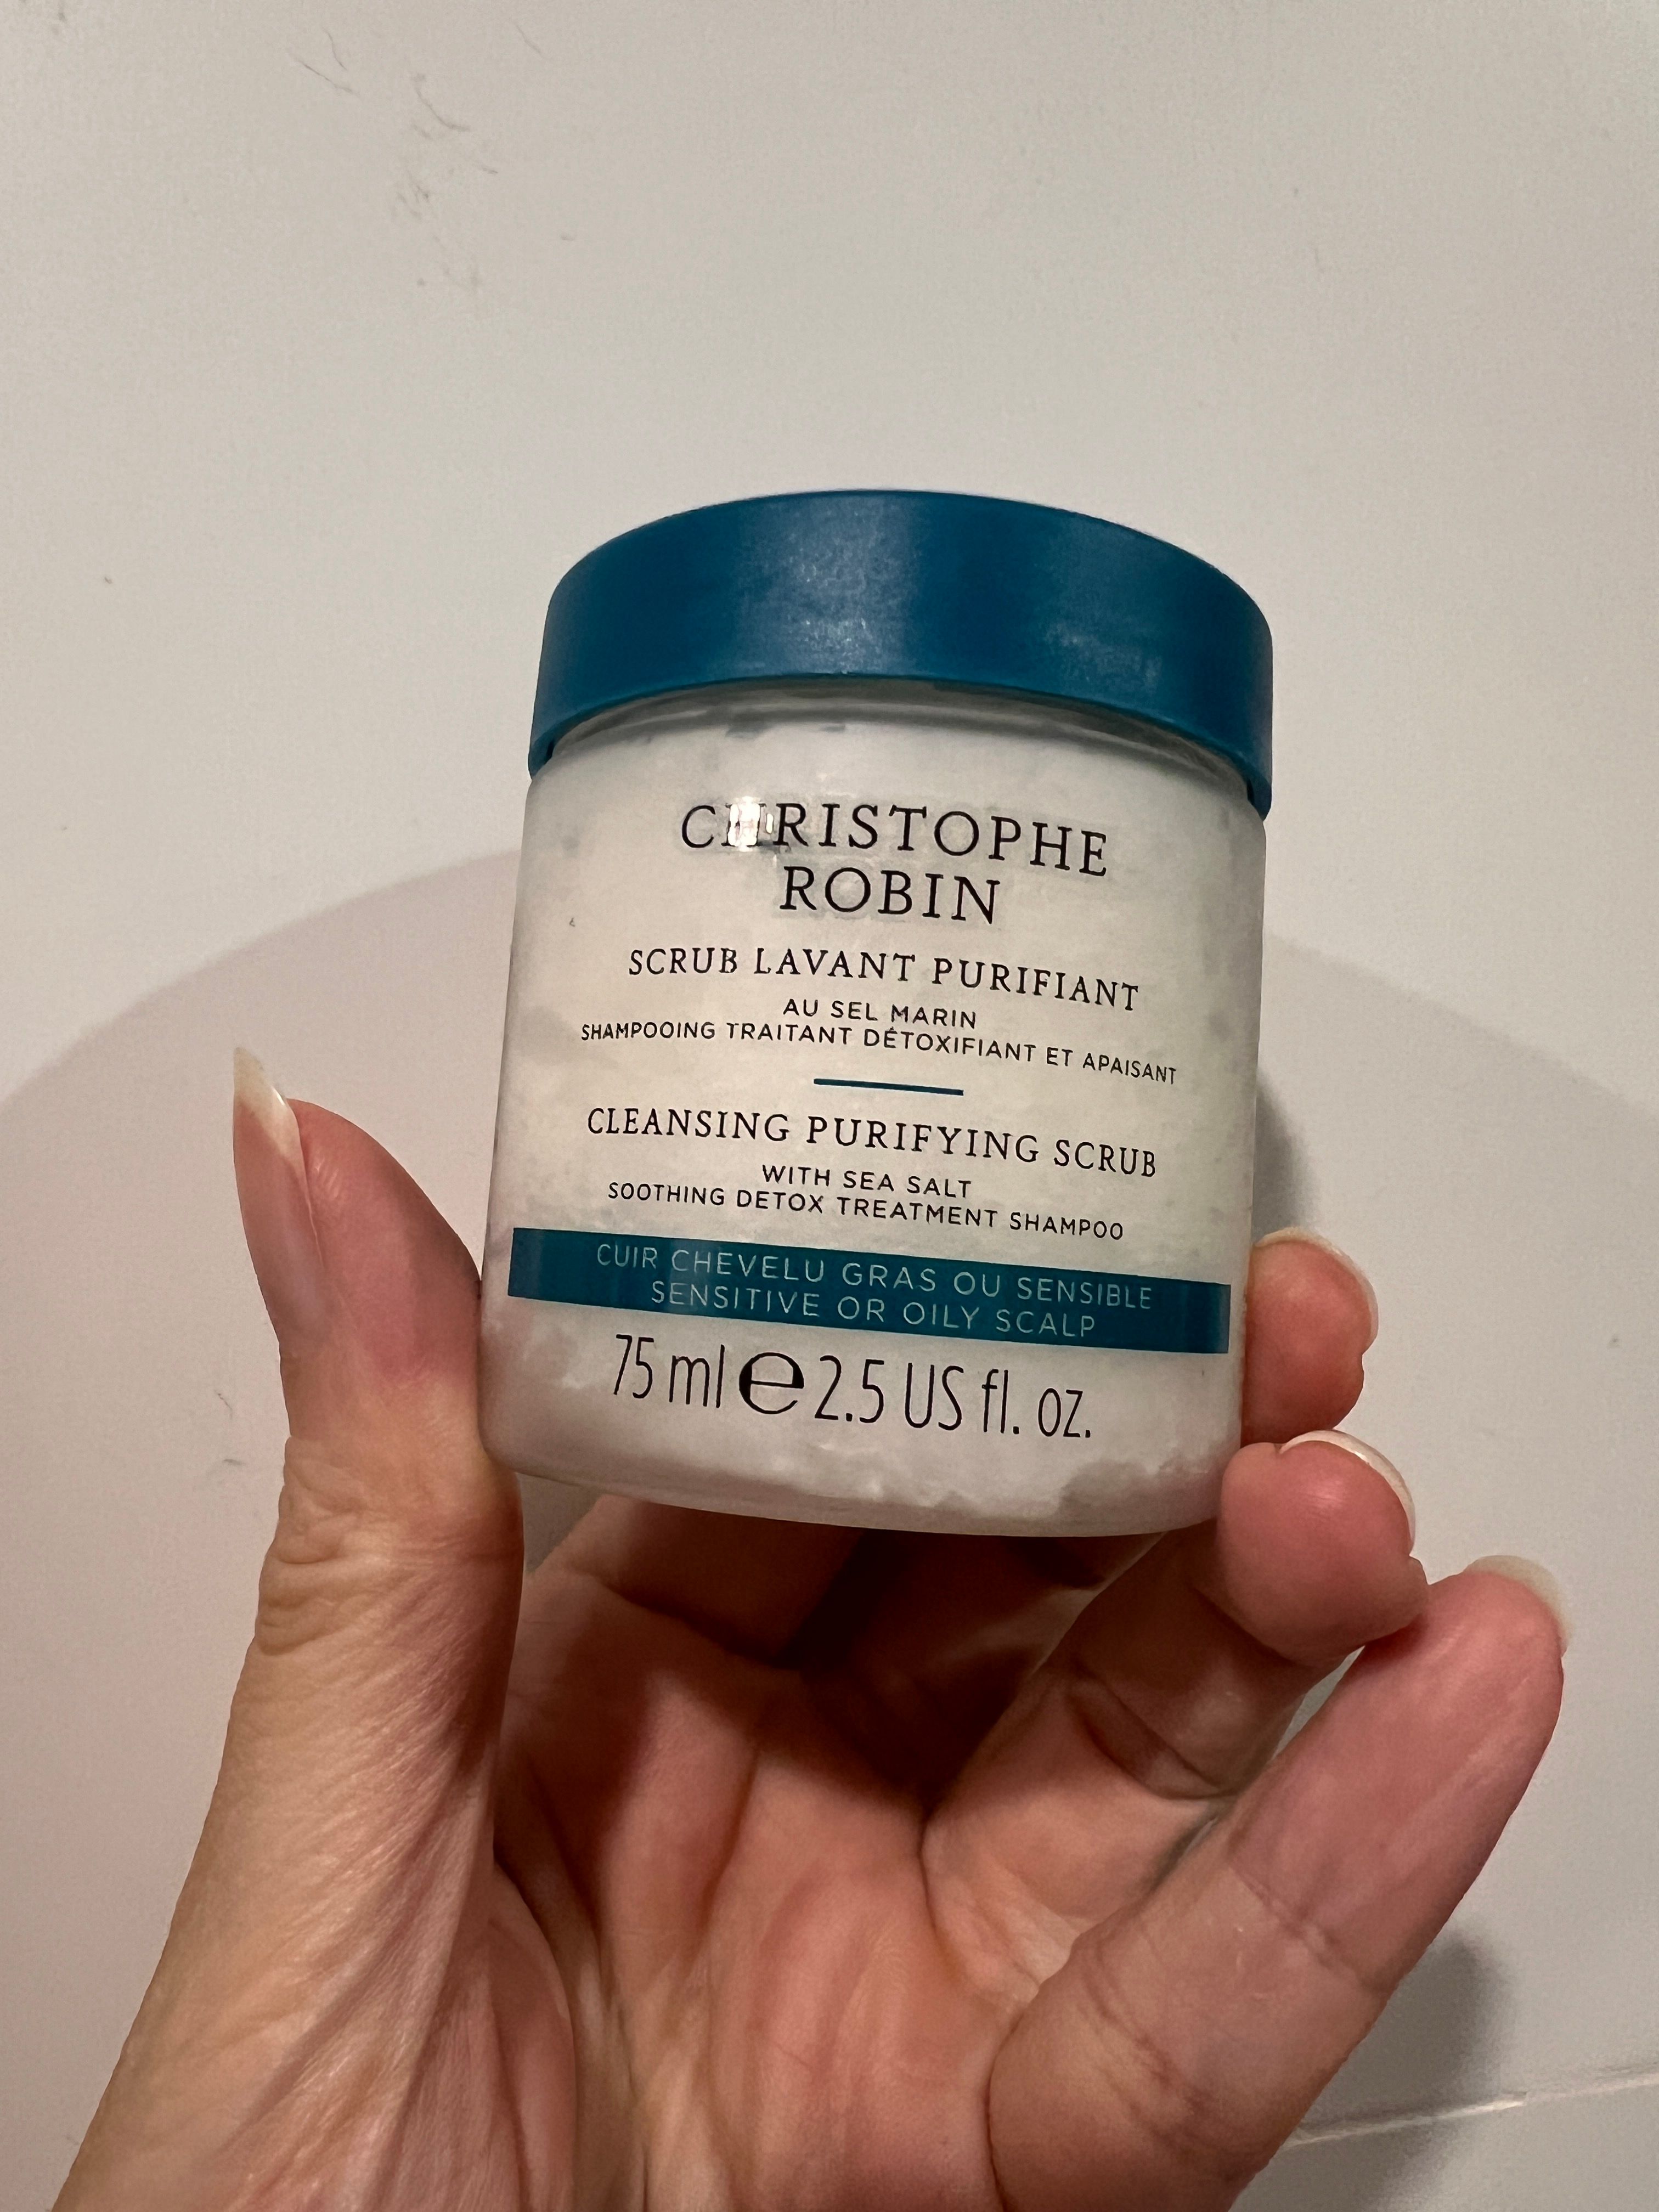 CHRISTOPHE
ROBIN
SCRUB LAVANT PURIFIANT
AU SEL MARIN
SHAMPOOING TRAITANT DÉTOXIFIANT ET APAISANT
CLEANSING PURIFYING SCRUB
WITH SEA SALT
SOOTHING DETOX TREATMENT SHAMPOO
CUIR CHEVELU GRAS OU SENSIBLE
SENSITIVE OR OILY SCALP
75 ml e 2.5 US fl. oz.